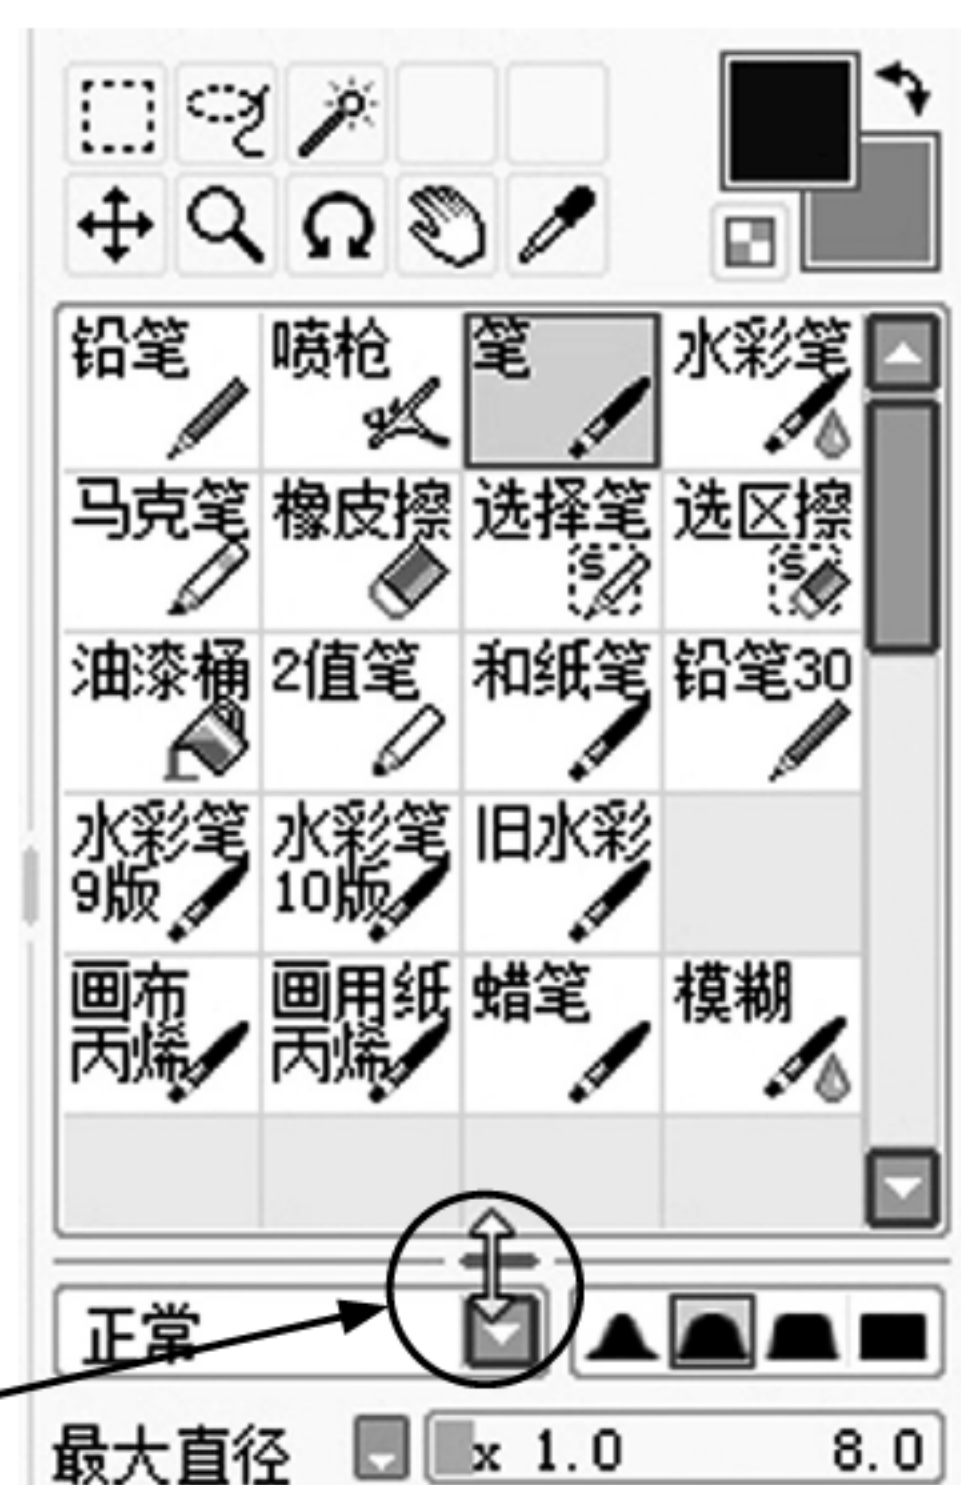 铅笔 喷枪 笔 水彩笔
马克笔 橡皮擦 选择笔 选区擦
S S
油漆桶 2值笔 和纸笔 铅笔30
水彩笔 水彩笔 旧水彩
9版 10版
画布 画用纸 蜡笔 模糊
丙烯 丙烯
正常
最大直径 x 1.0 8.0